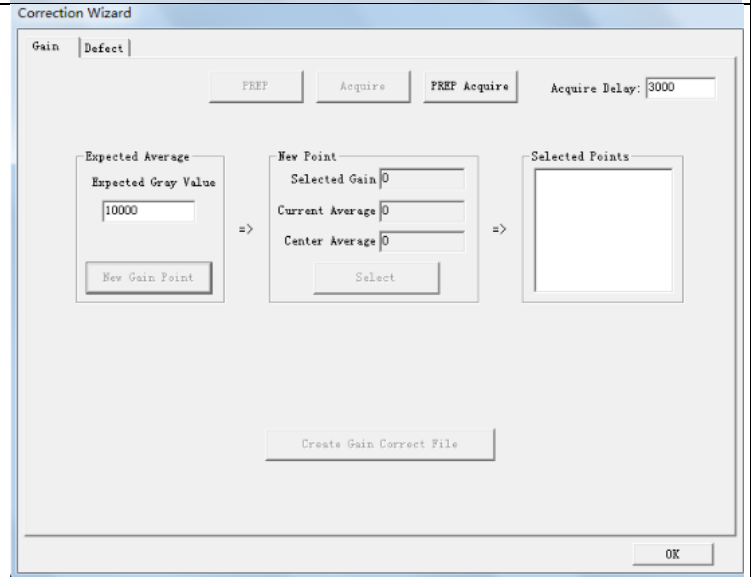 Correction Wizard
Gain Defect
PREP Acquire PREP Acquire Acquire Delay: 3000
Expected Average New Point Selected Points
Expected Gray Value Selected Gain 0
10000 Current Average 0
=> =>
Center Average 0
New Gain Point Select
Create Gain Correct File
OK